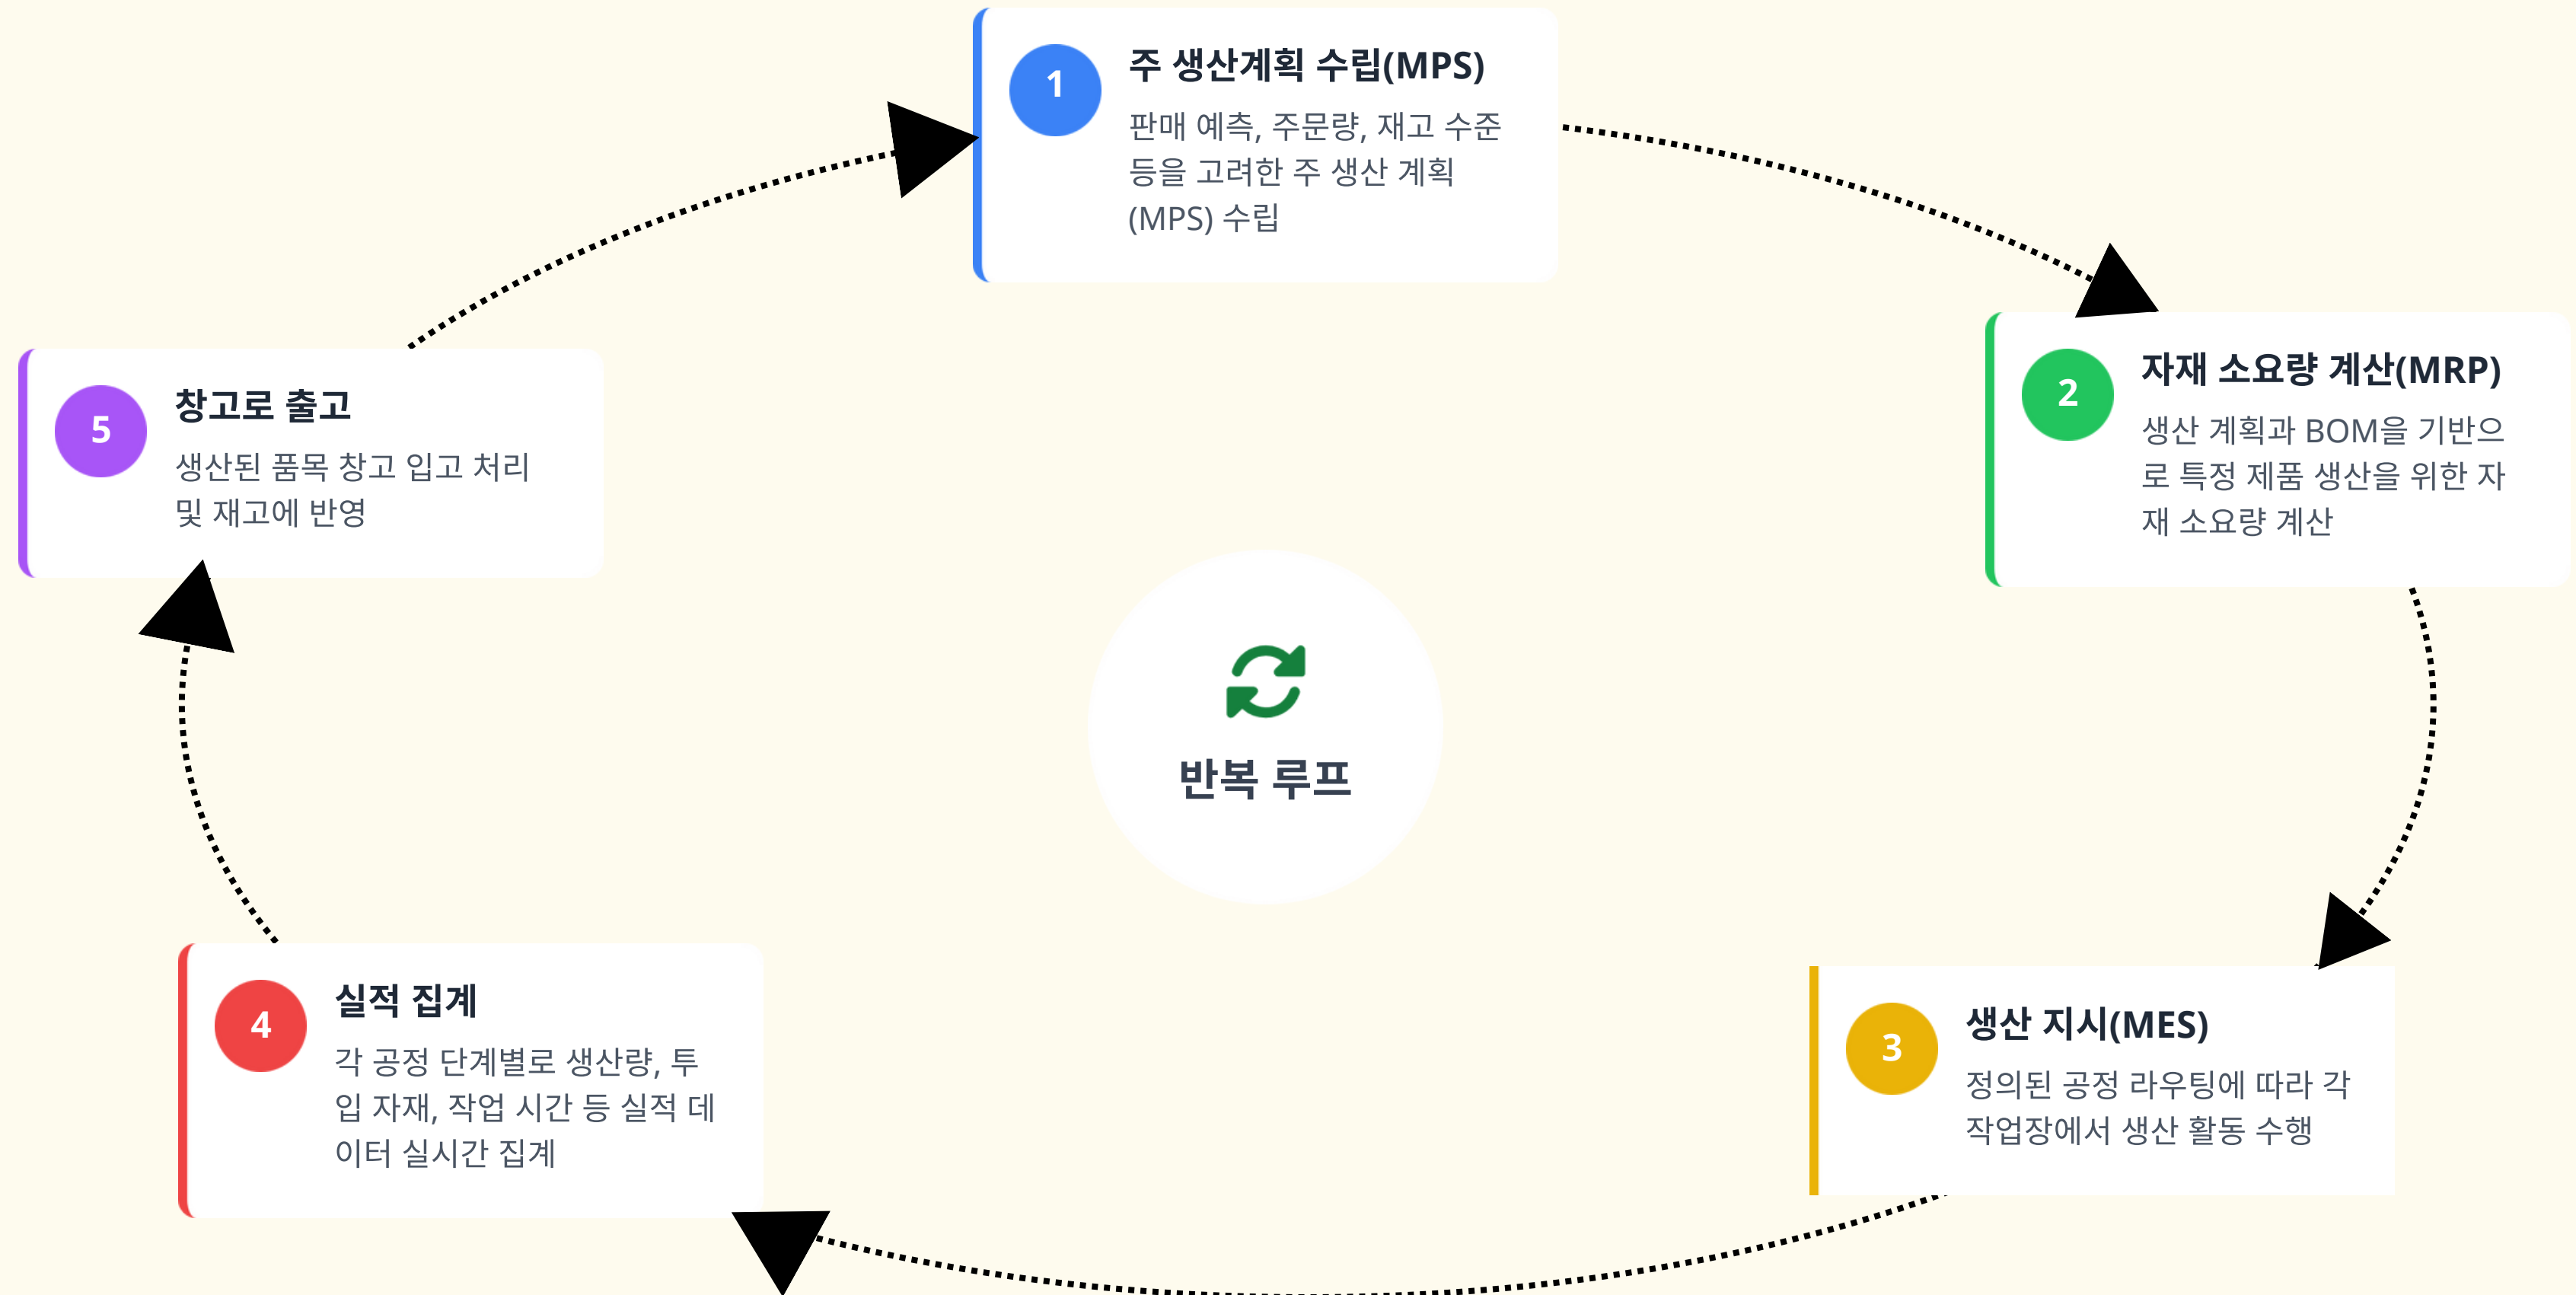 1
주 생산계획 수립(MPS)
판매 예측, 주문량, 재고 수준
등을 고려한 주 생산 계획
(MPS) 수립
2
자재 소요량 계산(MRP)
생산 계획과 BOM을 기반으
로 특정 제품 생산을 위한 자
재 소요량 계산
3
생산 지시(MES)
정의된 공정 라우팅에 따라 각
작업장에서 생산 활동 수행
4
실적 집계
각 공정 단계별로 생산량, 투
입 자재, 작업 시간 등 실적 데
이터 실시간 집계
5
창고로 출고
생산된 품목 창고 입고 처리
및 재고에 반영
반복 루프